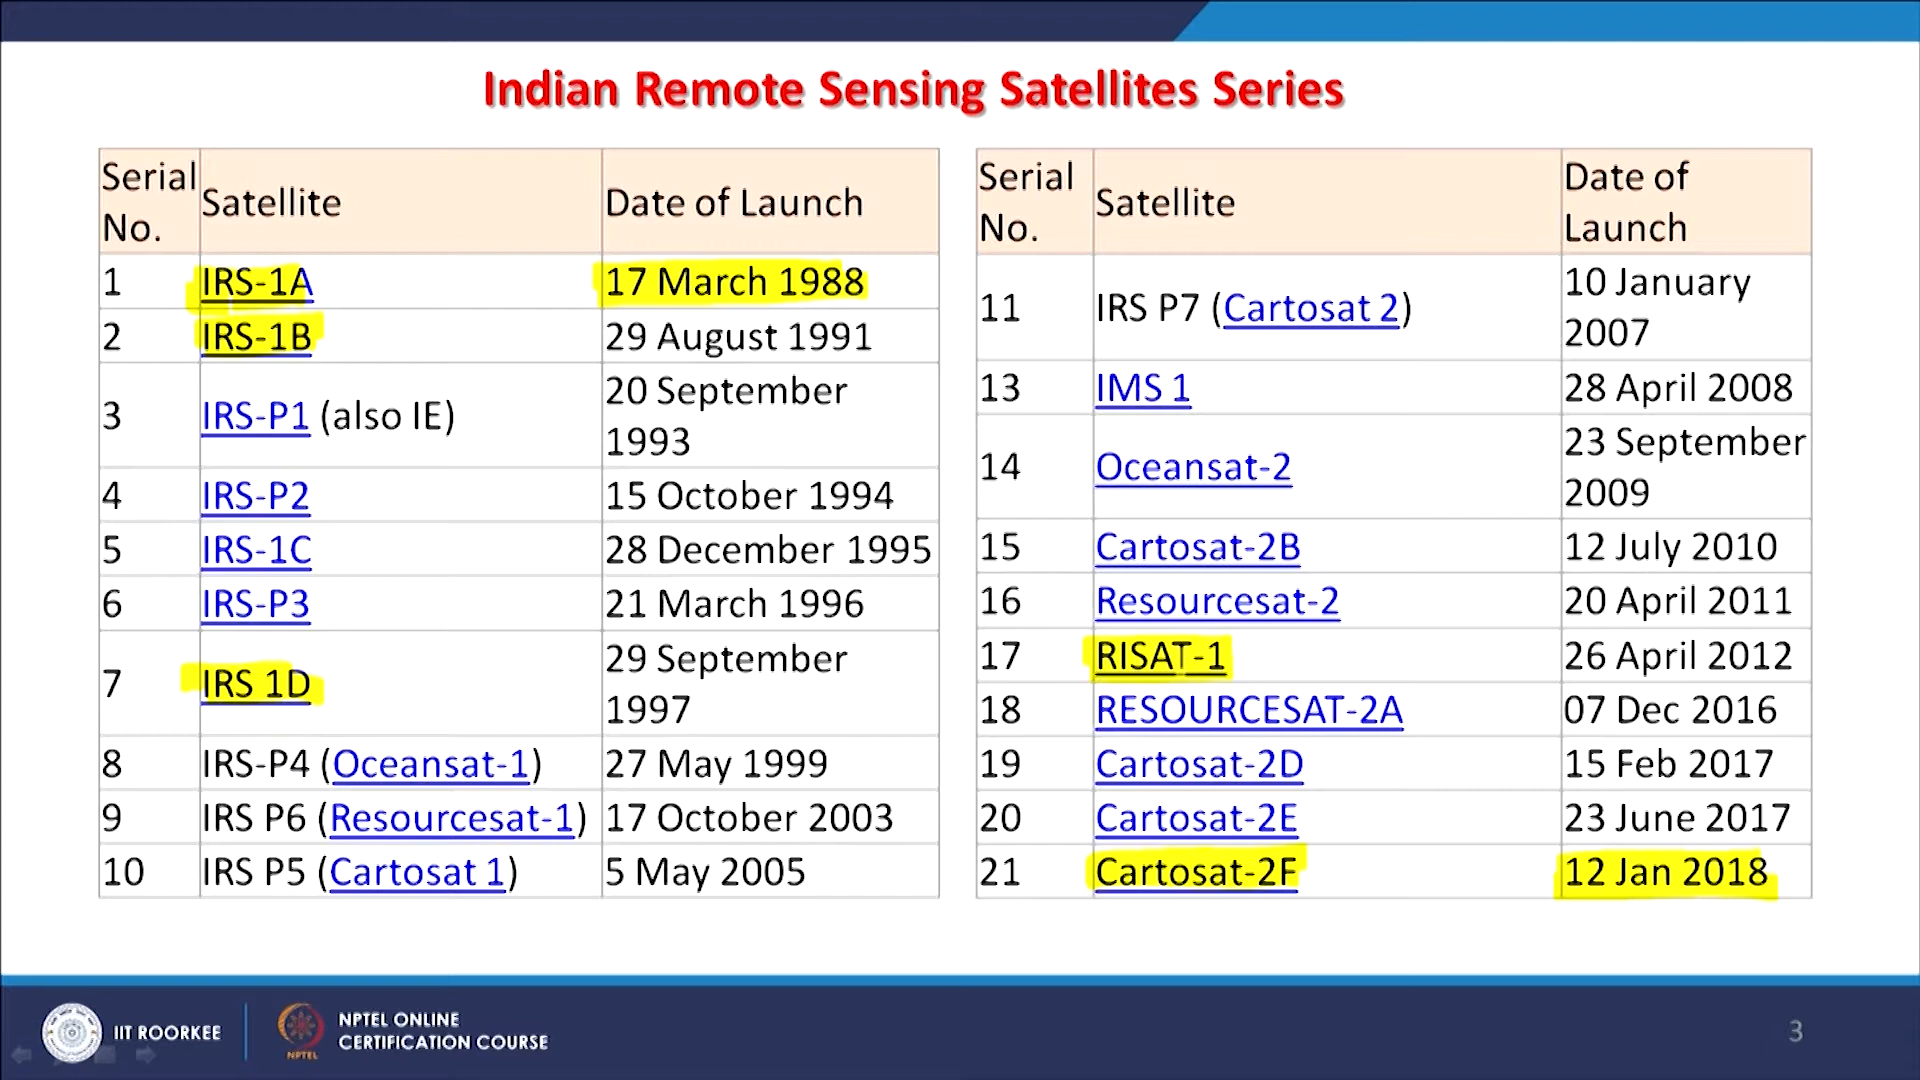 Indian Remote Sensing Satellites Series
Serial No. Satellite Date of Launch
1 IRS-1A 17 March 1988
2 IRS-1B 29 August 1991
3 IRS-P1 (also IE) 20 September 1993
4 IRS-P2 15 October 1994
5 IRS-1C 28 December 1995
6 IRS-P3 21 March 1996
7 IRS 1D 29 September 1997
8 IRS-P4 (Oceansat-1) 27 May 1999
9 IRS P6 (Resourcesat-1) 17 October 2003
10 IRS P5 (Cartosat 1) 5 May 2005
Serial No. Satellite Date of Launch
11 IRS P7 (Cartosat 2) 10 January 2007
13 IMS 1 28 April 2008
14 Oceansat-2 23 September 2009
15 Cartosat-2B 12 July 2010
16 Resourcesat-2 20 April 2011
17 RISAT-1 26 April 2012
18 RESOURCESAT-2A 07 Dec 2016
19 Cartosat-2D 15 Feb 2017
20 Cartosat-2E 23 June 2017
21 Cartosat-2F 12 Jan 2018
IIT ROORKEE
NPTEL
NPTEL ONLINE
CERTIFICATION COURSE
3